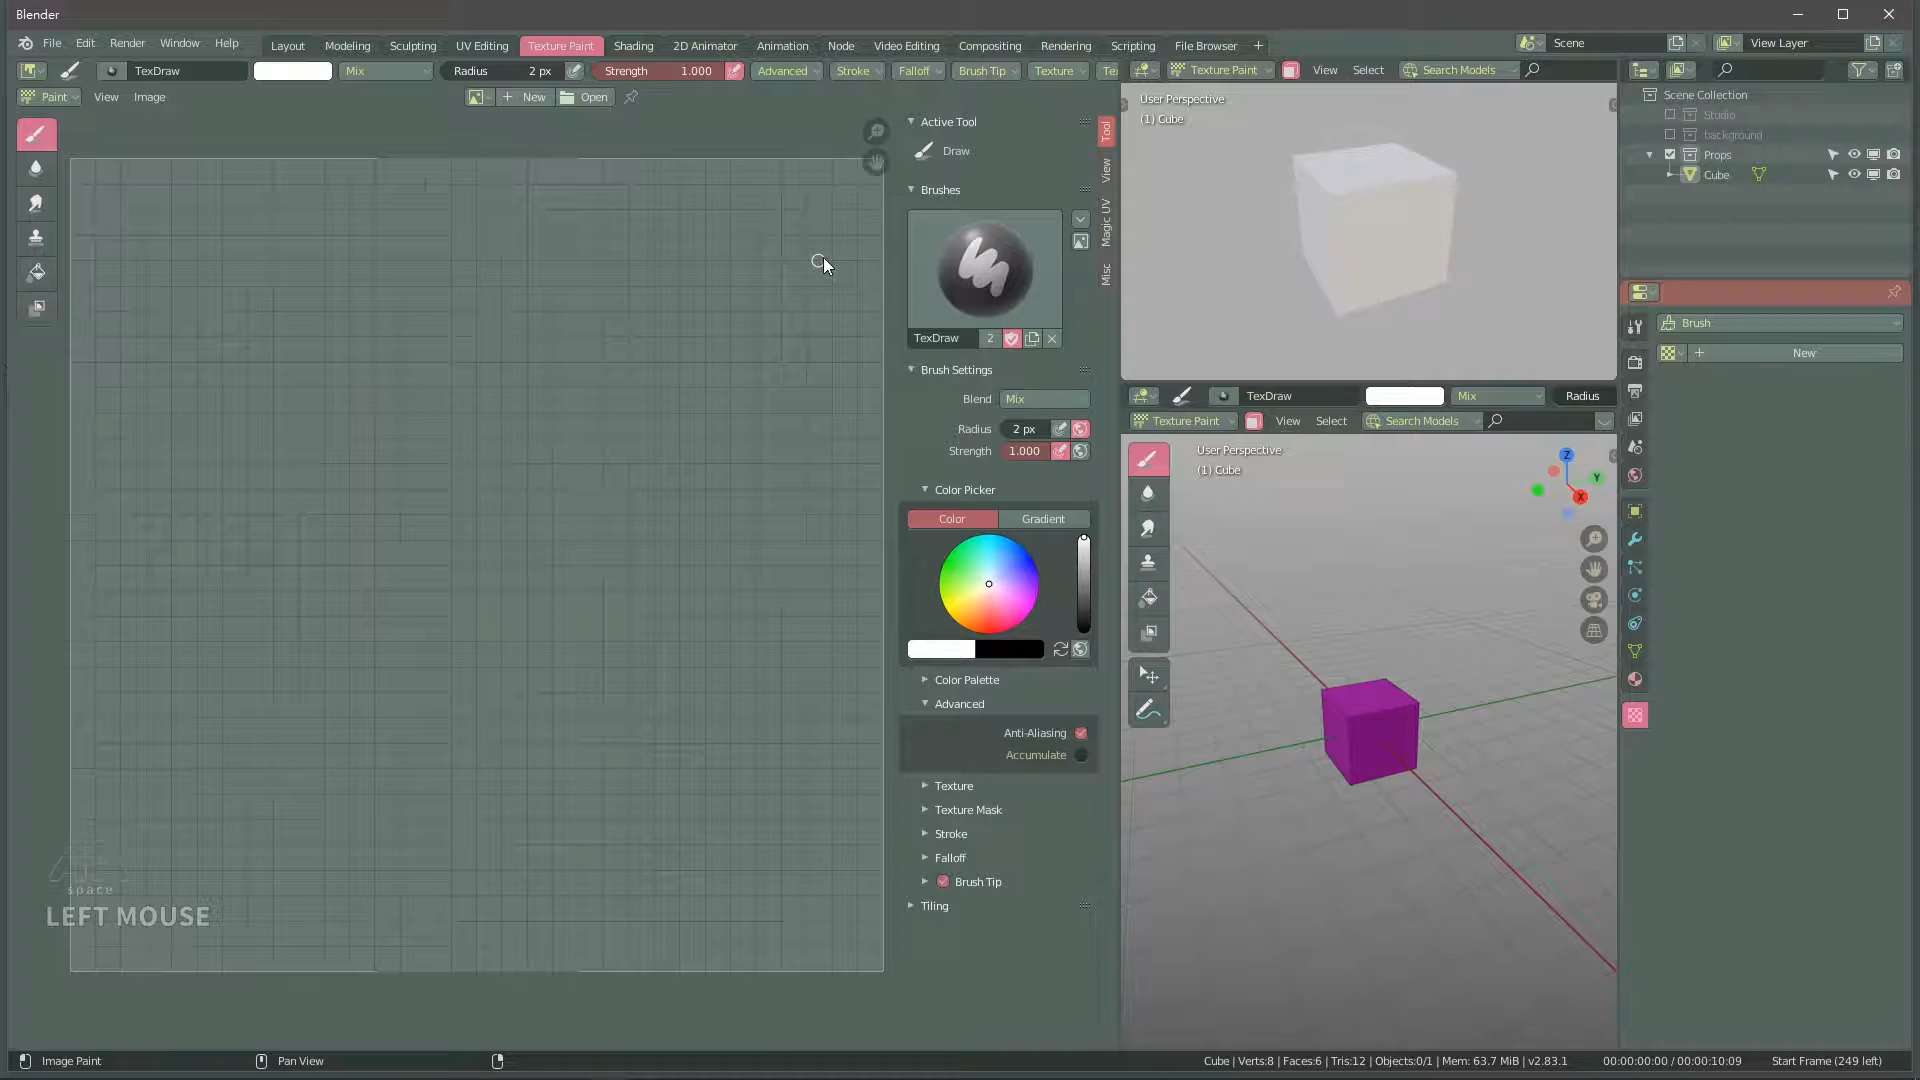 Blender
File Edit Render Window Help
Layout Modeling Sculpting UV Editing Texture Paint Shading 2D Animator Animation Node Video Editing Compositing Rendering Scripting File Browser +
Scene
View Layer
TexDraw
Mix
Radius 2 px
Strength 1.000
Advanced
Stroke
Falloff
Brush Tip
Texture
Te
Texture Paint
View
Select
Search Models
Paint View Image
+ New
Open
User Perspective
(1) Cube
Scene Collection
Studio
background
Props
Cube
Active Tool
Draw
Brushes
TexDraw 2
Tool
View
Magic UV
Misc
Brush
+ New
Brush Settings
Blend Mix
Radius 2 px
Strength 1.000
TexDraw
Mix
Radius
Texture Paint
View
Select
Search Models
User Perspective
(1) Cube
Z
Y
X
Color Picker
Color Gradient
Color Palette
Advanced
Anti-Aliasing
Accumulate
Texture
Texture Mask
Stroke
Falloff
Brush Tip
Tiling
space
LEFT MOUSE
Image Paint
Pan View
Cube | Verts:8 | Faces:6 | Tris:12 | Objects:0/1 | Mem: 63.7 MiB | v2.83.1
00:00:00:00 / 00:00:10:09
Start Frame (249 left)